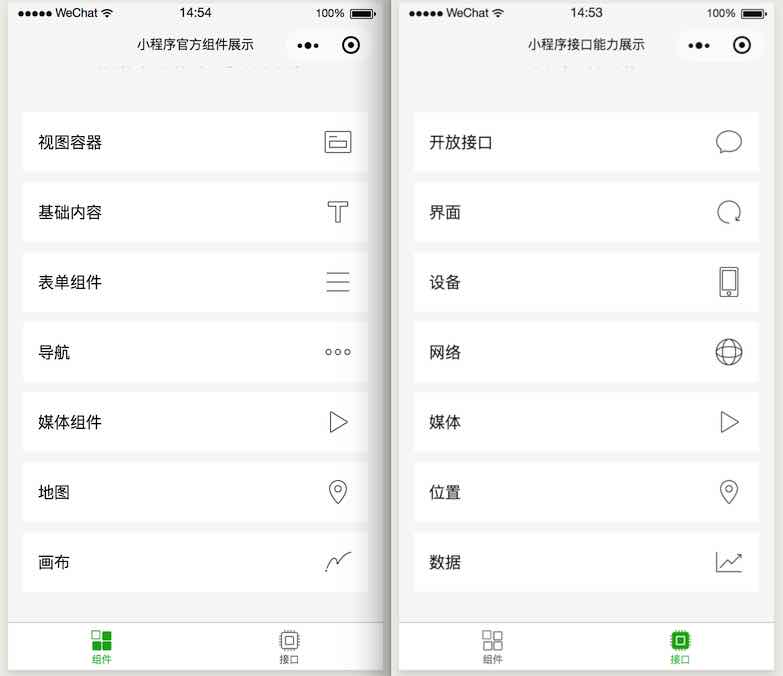 ●●●●● WeChat 14:54 100%
小程序官方组件展示
视图容器
基础内容
表单组件
导航
媒体组件
地图
画布
组件 接口
●●●●● WeChat 14:53 100%
小程序接口能力展示
开放接口
界面
设备
网络
媒体
位置
数据
组件 接口